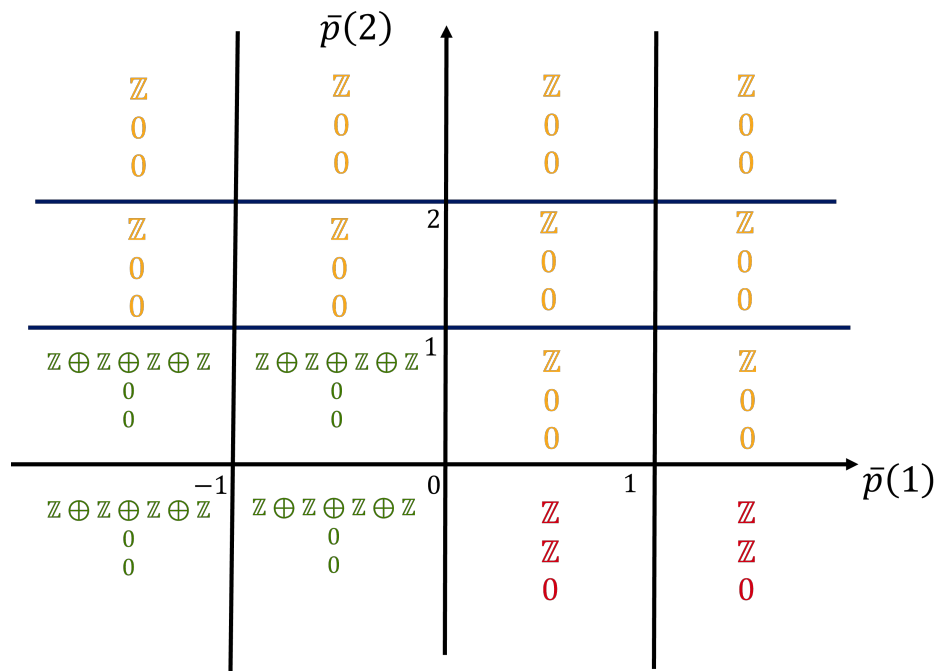 p̄(2)
ℤ ℤ ℤ ℤ
0 0 0 0
0 0 0 0
2
ℤ ℤ ℤ ℤ
0 0 0 0
0 0 0 0
1
ℤ ⊕ ℤ ⊕ ℤ ⊕ ℤ ℤ ⊕ ℤ ⊕ ℤ ⊕ ℤ ℤ ℤ
0 0 0 0
0 0 0 0
−1 0 1 p̄(1)
ℤ ⊕ ℤ ⊕ ℤ ⊕ ℤ ℤ ⊕ ℤ ⊕ ℤ ⊕ ℤ ℤ ℤ
0 0 ℤ ℤ
0 0 0 0